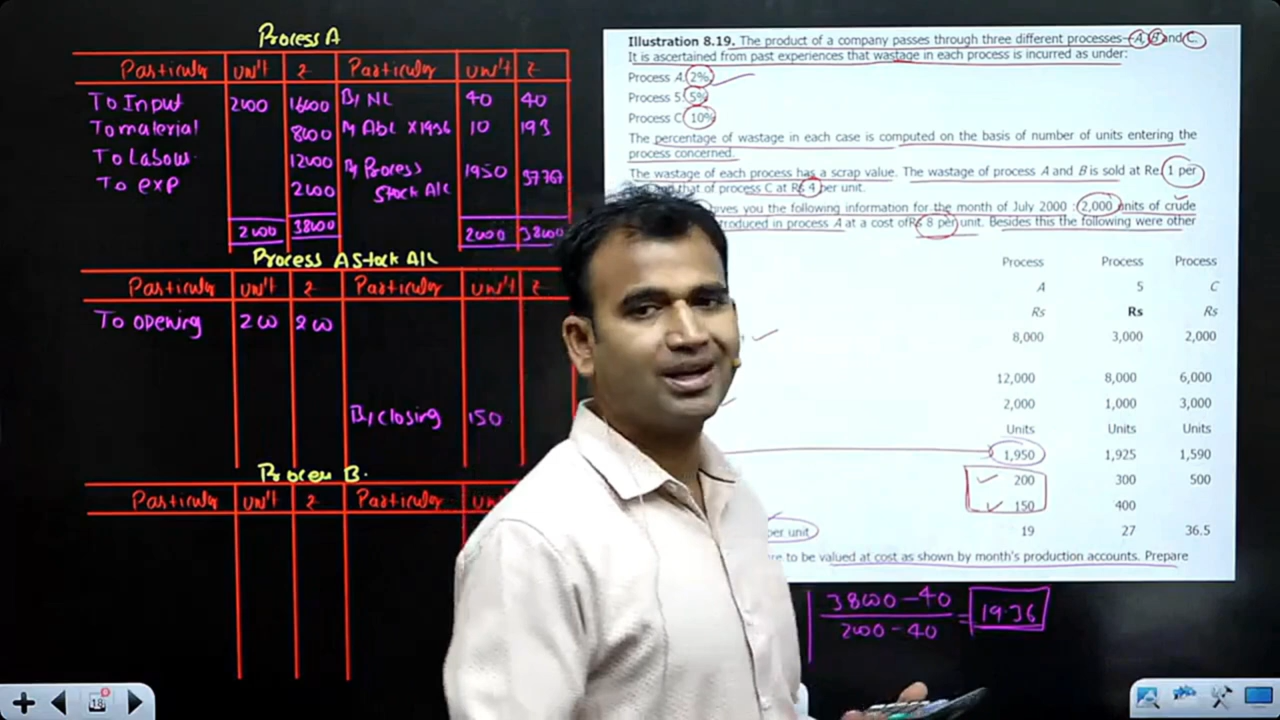 Process A
Particular Unit ₹ Particular Unit ₹
To Input 2000 16000 By NL 40 40
To material 8000 By Abl x1936 10 193
To Labour 12000 By Process 1950 37767
To exp 2000 Stock A/c
2000 38000 2000 38000
Process A Stock A/c
Particular Unit ₹ Particular Unit ₹
To opening 200 200
By closing 150
Process B.
Particular Unit ₹ Particular
Illustration 8.19. The product of a company passes through three different processes—A, B and C.
It is ascertained from past experiences that wastage in each process is incurred as under:
Process A 2%
Process 5: 5%
Process C 10%
The percentage of wastage in each case is computed on the basis of number of units entering the
process concerned.
The wastage of each process has a scrap value. The wastage of process A and B is sold at Re. 1 per
that of process C at Rs 4 per unit.
gives you the following information for the month of July 2000 : 2,000 units of crude
introduced in process A at a cost of Rs 8 per unit. Besides this the following were other
Process Process Process
A 5 C
Rs Rs Rs
8,000 3,000 2,000
12,000 8,000 6,000
2,000 1,000 3,000
Units Units Units
1,950 1,925 1,590
200 300 500
150 400
per unit 19 27 36.5
to be valued at cost as shown by month's production accounts. Prepare
38000 - 40
2000 - 40
= 19.36
18